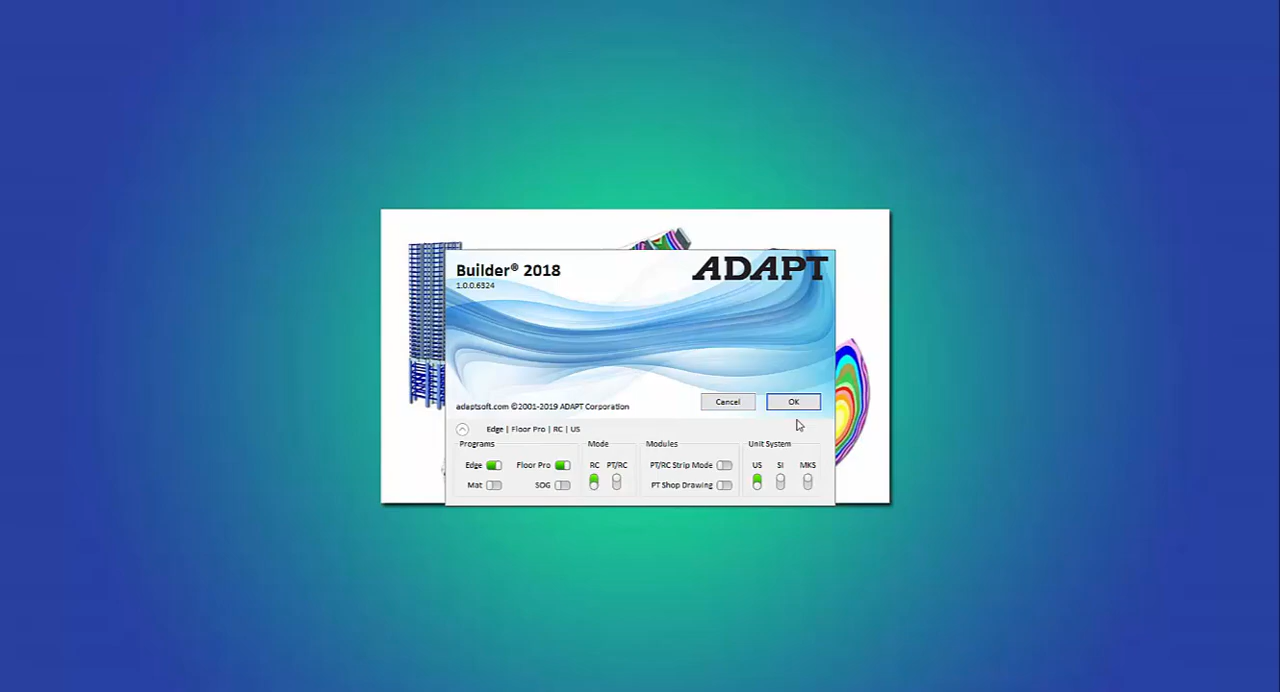 Builder® 2018
ADAPT
1.0.0.6324
adaptsoft.com ©2001-2019 ADAPT Corporation
Cancel
OK
Edge | Floor Pro | RC | US
Programs
Mode
Modules
Unit System
Edge
Floor Pro
RC
PT/RC
PT/RC Strip Mode
US
SI
MKS
Mat
SOG
PT Shop Drawing